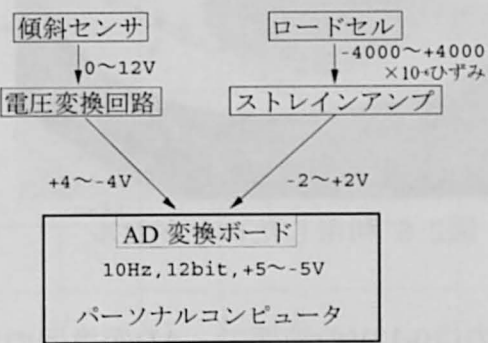 傾斜センサ
ロードセル
0〜12V
-4000〜+4000
×10⁻⁶ひずみ
電圧変換回路
ストレインアンプ
+4〜-4V
-2〜+2V
AD 変換ボード
10Hz,12bit,+5〜-5V
パーソナルコンピュータ